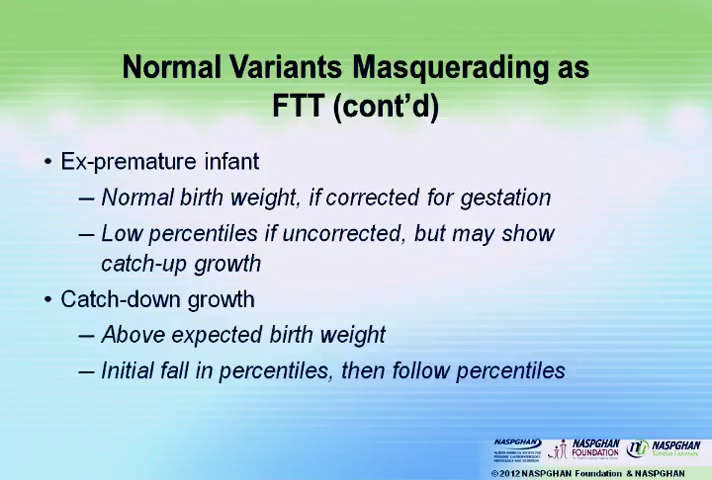 Normal Variants Masquerading as
FTT (cont’d)
• Ex-premature infant
– Normal birth weight, if corrected for gestation
– Low percentiles if uncorrected, but may show
catch-up growth
• Catch-down growth
– Above expected birth weight
– Initial fall in percentiles, then follow percentiles
NASPGHAN
NASPGHAN
FOUNDATION
NASPGHAN
©2012 NASPGHAN Foundation & NASPGHAN